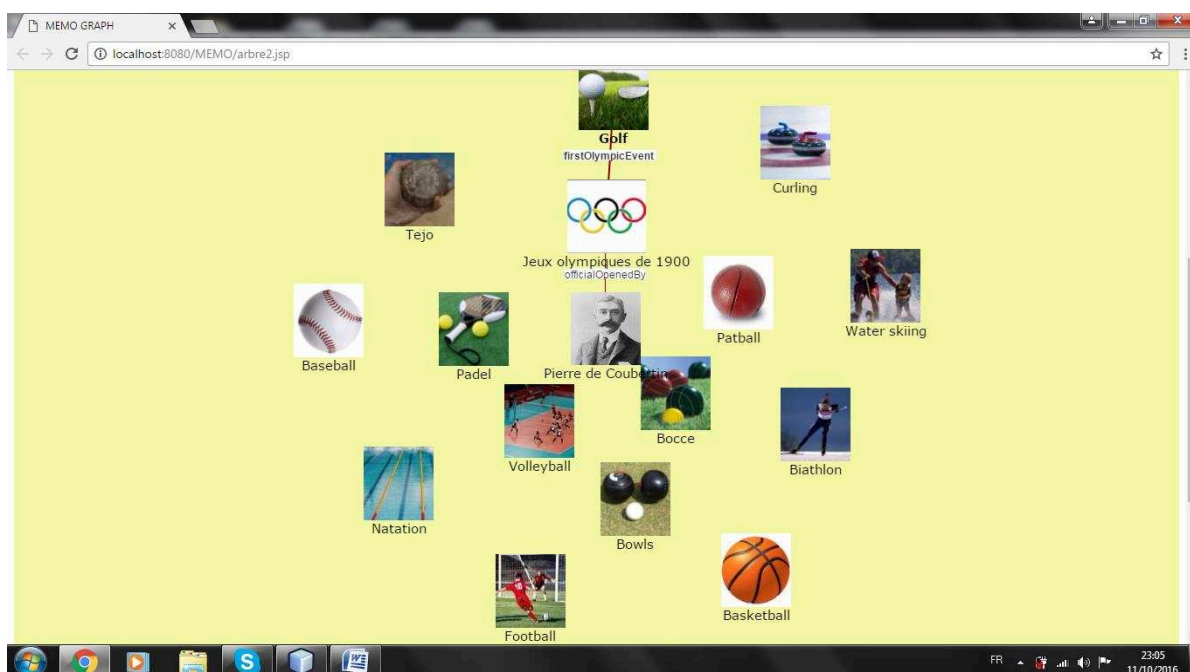 MEMO GRAPH
localhost:8080/MEMO/arbre2.jsp
Golf
firstOlympicEvent
Curling
Tejo
Jeux olympiques de 1900
officialOpenedBy
Patball
Water skiing
Baseball
Padel
Pierre de Coubertin
Bocce
Volleyball
Biathlon
Natation
Bowls
Basketball
Football
FR
23:05
11/10/2016